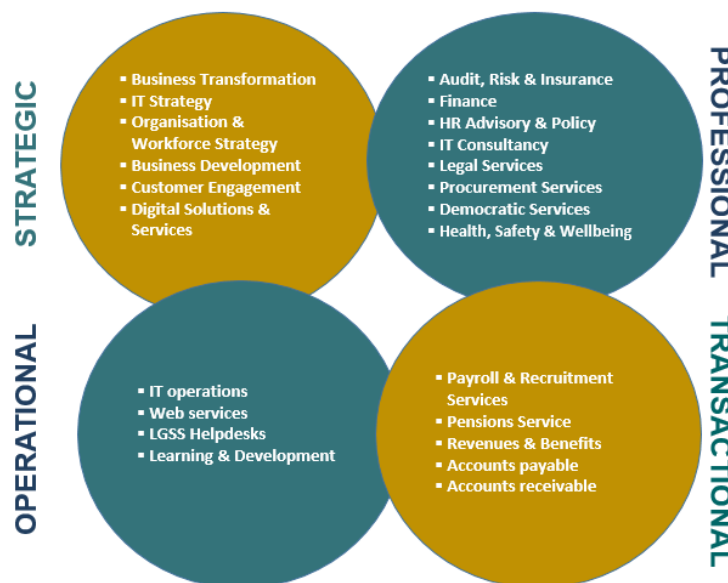 STRATEGIC
▪ Business Transformation
▪ IT Strategy
▪ Organisation &
Workforce Strategy
▪ Business Development
▪ Customer Engagement
▪ Digital Solutions &
Services
PROFESSIONAL
▪ Audit, Risk & Insurance
▪ Finance
▪ HR Advisory & Policy
▪ IT Consultancy
▪ Legal Services
▪ Procurement Services
▪ Democratic Services
▪ Health, Safety & Wellbeing
OPERATIONAL
▪ IT operations
▪ Web services
▪ LGSS Helpdesks
▪ Learning & Development
TRANSACTIONAL
▪ Payroll & Recruitment
Services
▪ Pensions Service
▪ Revenues & Benefits
▪ Accounts payable
▪ Accounts receivable